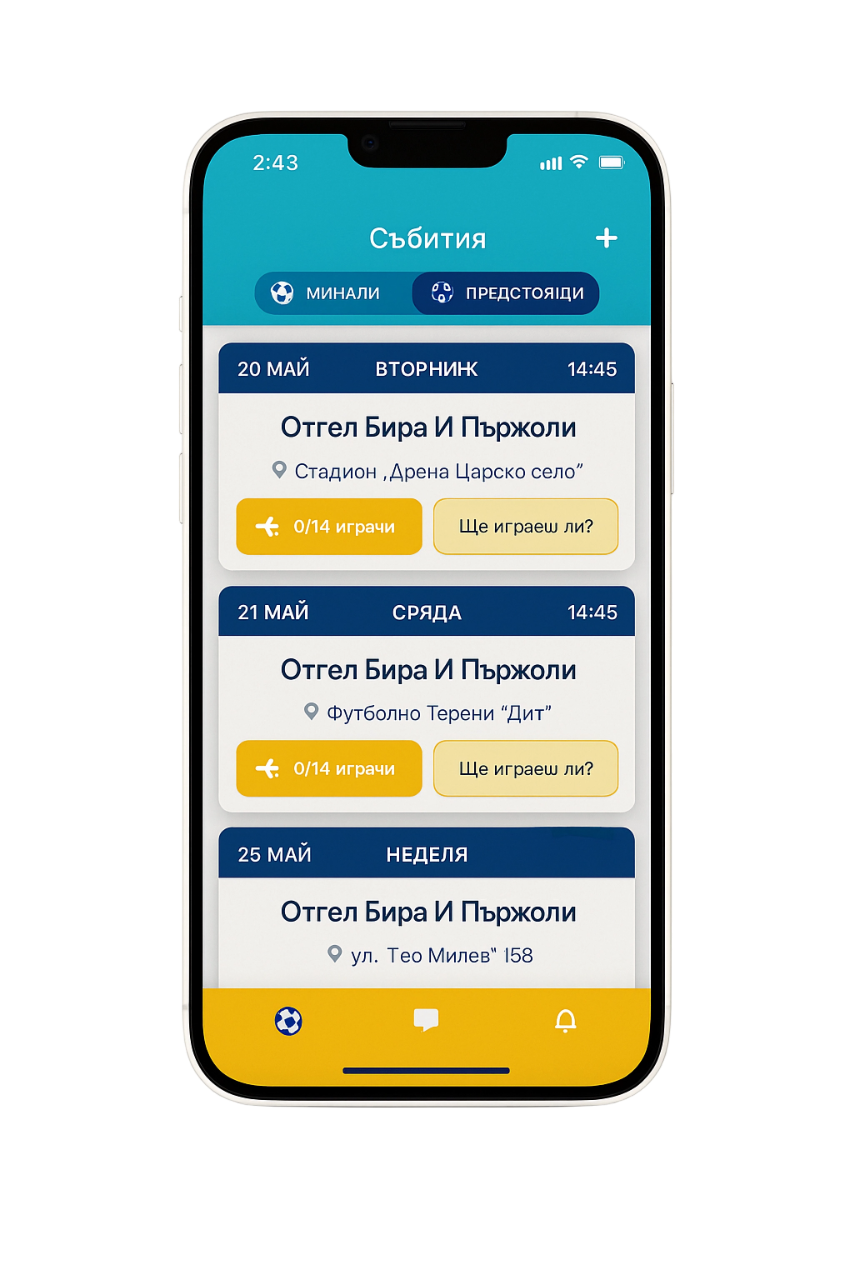 2:43
Събития
МИНАЛИ ПРЕДСТОЯЩИ
20 МАЙ ВТОРНИЖ 14:45
Отгел Бира И Пържоли
Стадион ‚Дрена Царско село”
0/14 играчи Ще играеш ли?
21 МАЙ СРЯДА 14:45
Отгел Бира И Пържоли
Футболно Терени “Дит”
0/14 играчи Ще играеш ли?
25 МАЙ НЕДЕЛЯ
Отгел Бира И Пържоли
ул. Тео Милев“ 158